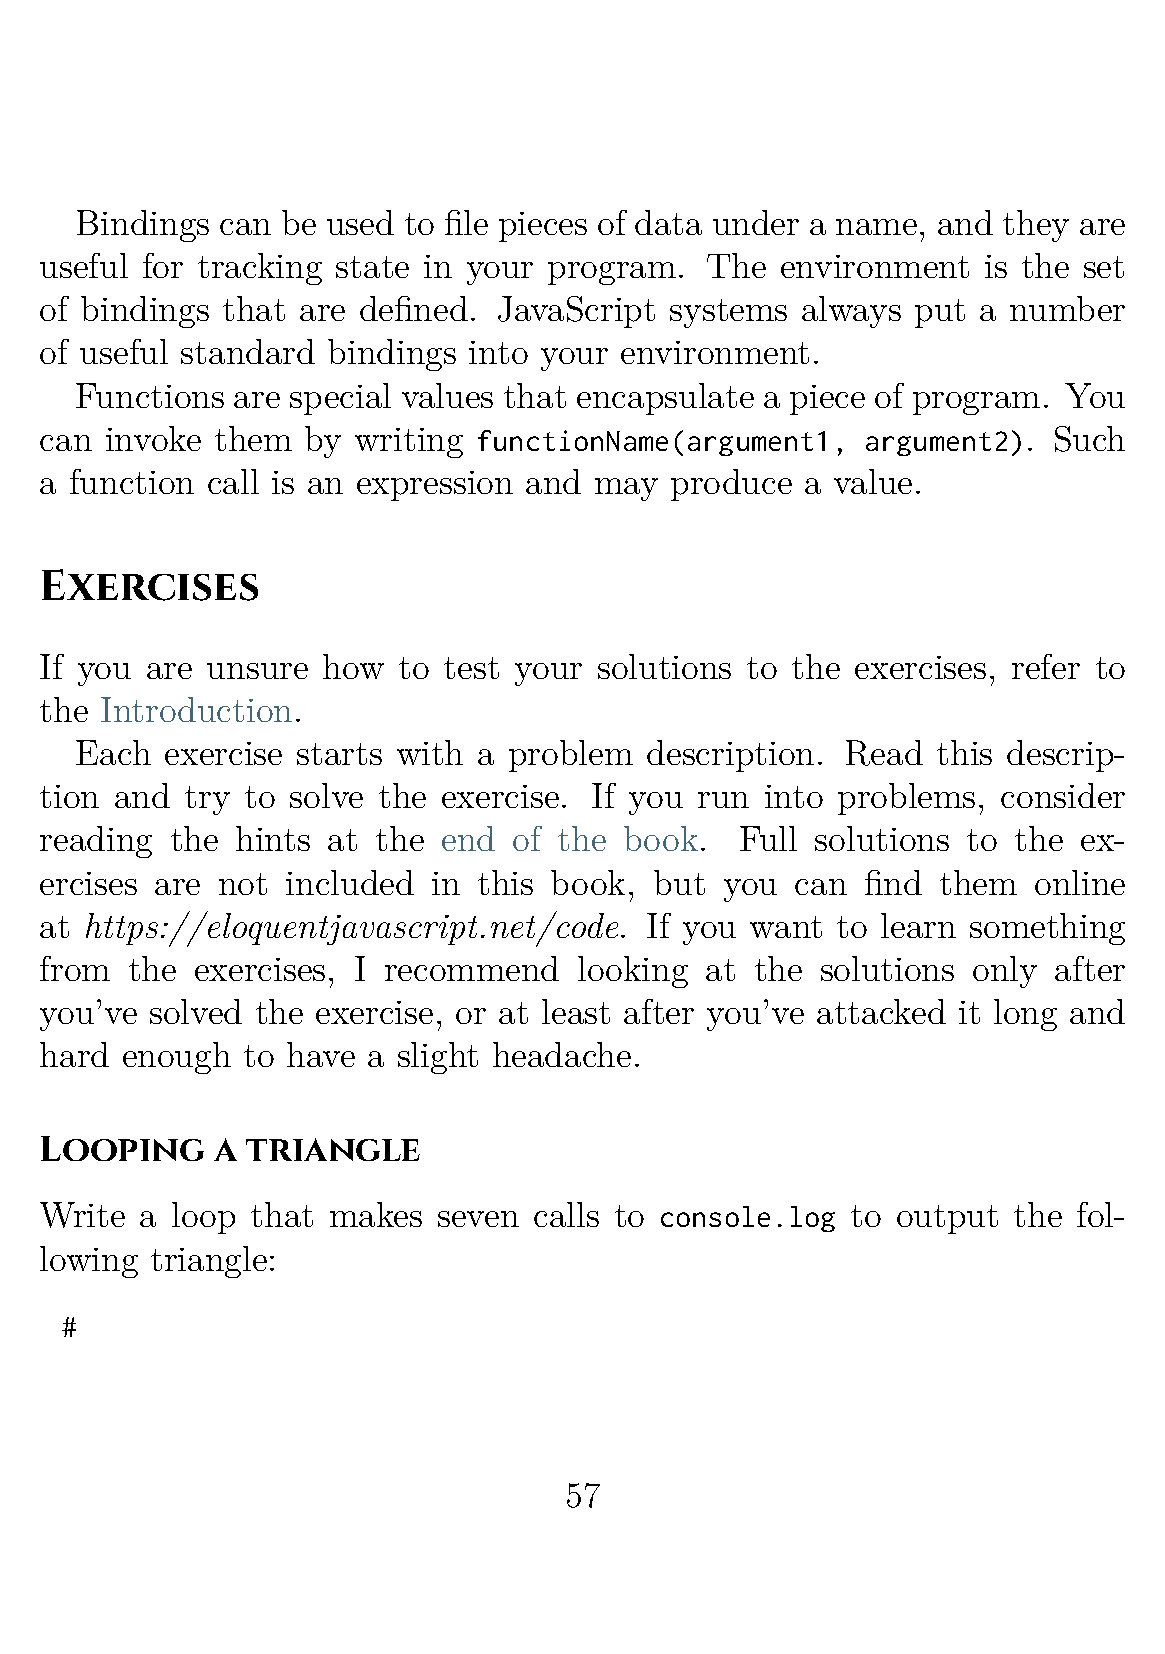 Bindings can be used to file pieces of data under a name, and they are
useful for tracking state in your program. The environment is the set
of bindings that are defined. JavaScript systems always put a number
of useful standard bindings into your environment.
Functions are special values that encapsulate a piece of program. You
can invoke them by writing functionName(argument1, argument2). Such
a function call is an expression and may produce a value.
Exercises
If you are unsure how to test your solutions to the exercises, refer to
the Introduction.
Each exercise starts with a problem description. Read this descrip-
tion and try to solve the exercise. If you run into problems, consider
reading the hints at the end of the book. Full solutions to the ex-
ercises are not included in this book, but you can find them online
at https://eloquentjavascript.net/code. If you want to learn something
from the exercises, I recommend looking at the solutions only after
you've solved the exercise, or at least after you've attacked it long and
hard enough to have a slight headache.
Looping a triangle
Write a loop that makes seven calls to console.log to output the fol-
lowing triangle:
#
57